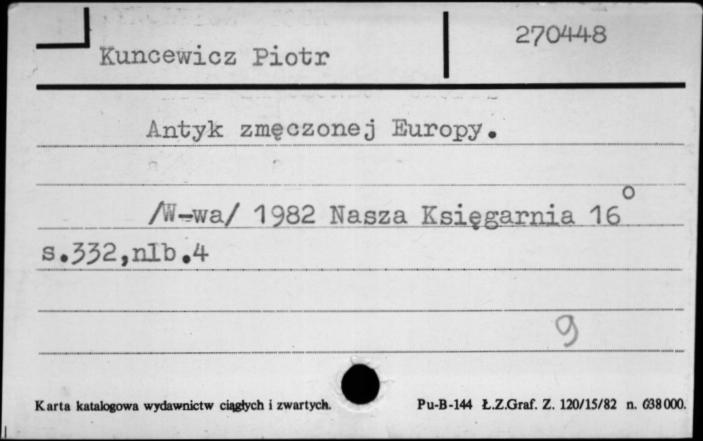 Kuncewicz Piotr
270448
Antyk zmęczonej Europy.
/W-wa/ 1982 Nasza Księgarnia 16°
s.332,nlb.4
9
Karta katalogowa wydawnictw ciągłych i zwartych.
Pu-B-144 Ł.Z.Graf. Z. 120/15/82 n. 638000.